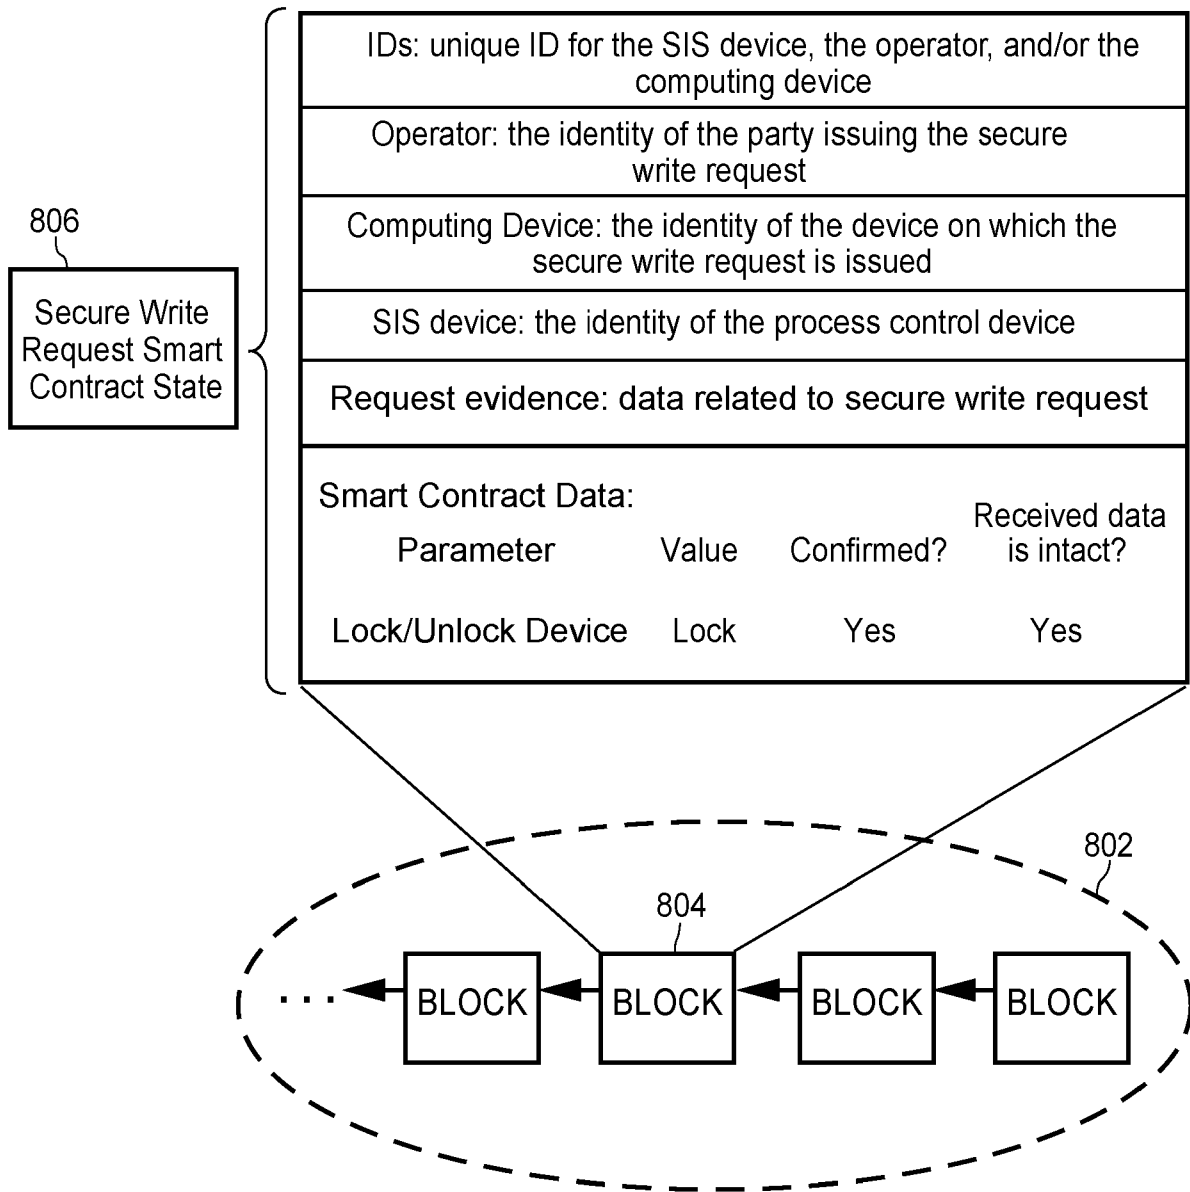 IDs: unique ID for the SIS device, the operator, and/or the
computing device
Operator: the identity of the party issuing the secure
write request
Computing Device: the identity of the device on which the
secure write request is issued
SIS device: the identity of the process control device
Request evidence: data related to secure write request
806
Secure Write
Request Smart
Contract State
Smart Contract Data:
Parameter Value Confirmed? Received data
is intact?
Lock/Unlock Device Lock Yes Yes
802
804
... BLOCK BLOCK BLOCK BLOCK